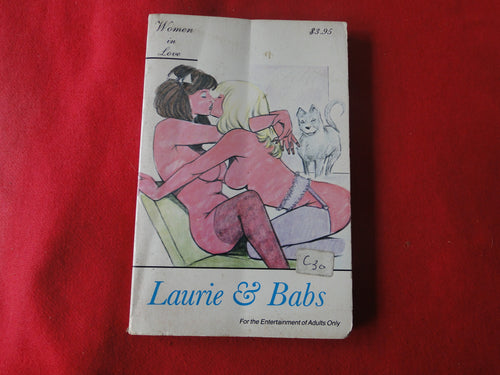 Women
in
Love
$3.95
C30
Laurie & Babs
For the Entertainment of Adults Only